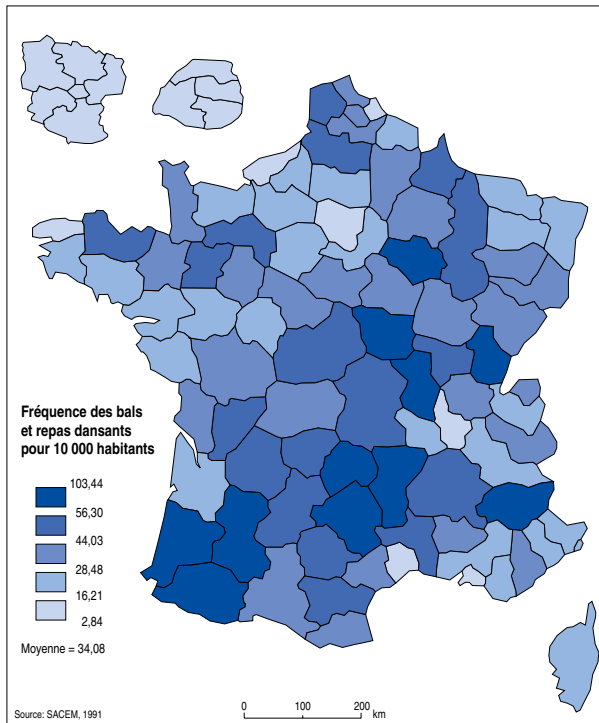 Fréquence des bals
et repas dansants
pour 10 000 habitants
103,44
56,30
44,03
28,48
16,21
2,84
Moyenne = 34,08
Source: SACEM, 1991
0 100 200
km